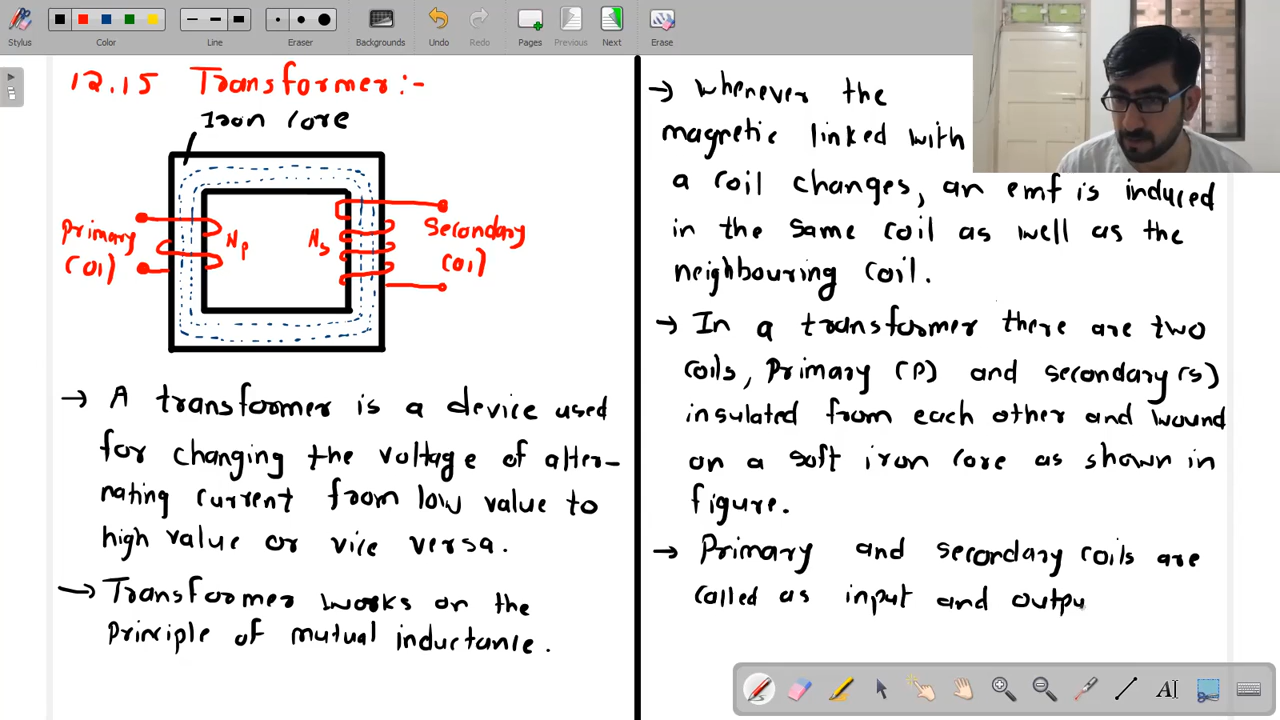 Stylus
Color
Line
Eraser
Backgrounds
Undo
Redo
Pages
Previous
Next
Erase
12.15 Transformer:-
Iron Core
Primary
Coil
Np
Ns
Secondary
Coil
→ A transformer is a device used
for changing the voltage of alter-
nating current from low value to
high value or vice versa.
→ Transformer works on the
Principle of mutual inductance.
→ Whenever the
magnetic linked with
a coil changes, an emf is induced
in the same coil as well as the
neighbouring coil.
→ In a transformer there are two
coils, Primary (P) and secondary (s)
insulated from each other and wound
on a soft iron core as shown in
figure.
→ Primary and secondary coils are
called as input and outpu
AI